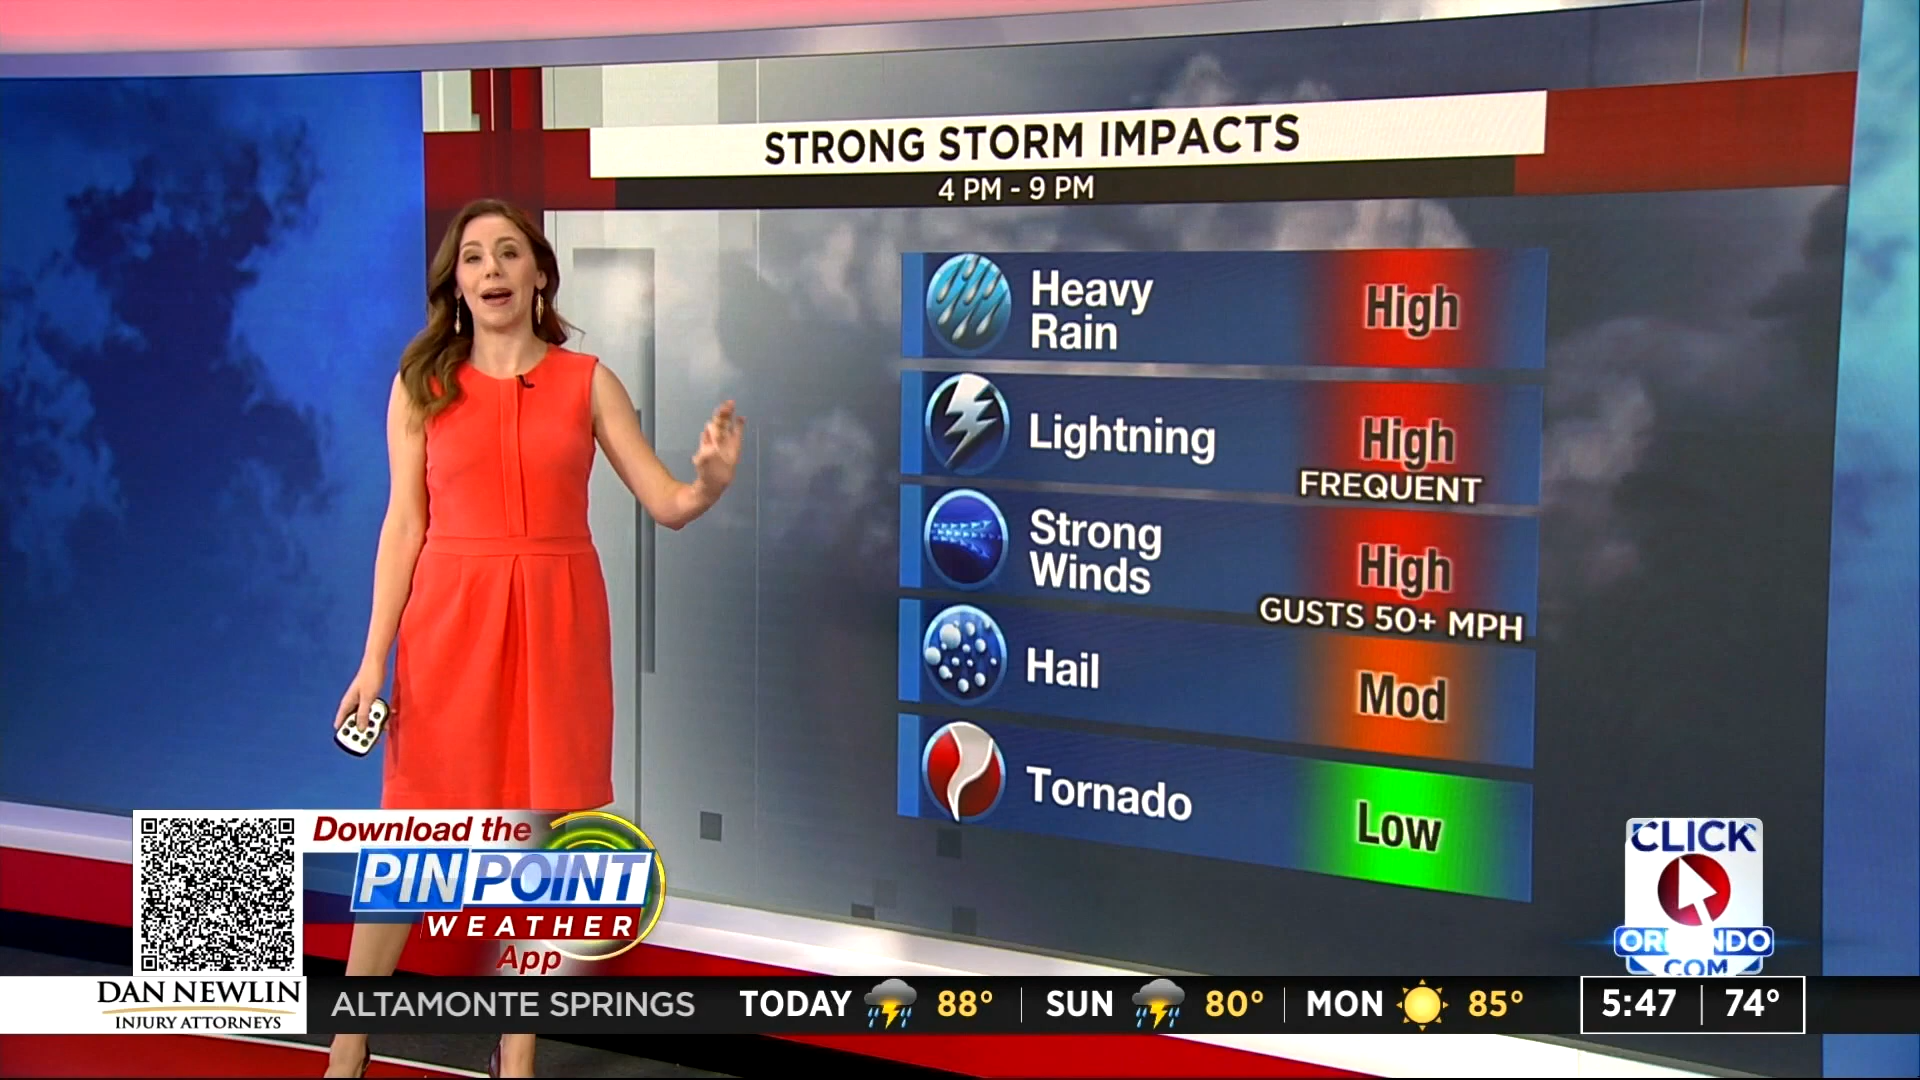 STRONG STORM IMPACTS
4 PM - 9 PM
Heavy
Rain
High
Lightning
High
FREQUENT
Strong
Winds
High
GUSTS 50+ MPH
Hail
Mod
Tornado
Low
Download the
PINPOINT
WEATHER
App
CLICK
ORLANDO
.COM
DAN NEWLIN
INJURY ATTORNEYS
ALTAMONTE SPRINGS
TODAY 88° SUN 80° MON 85°
5:47 74°